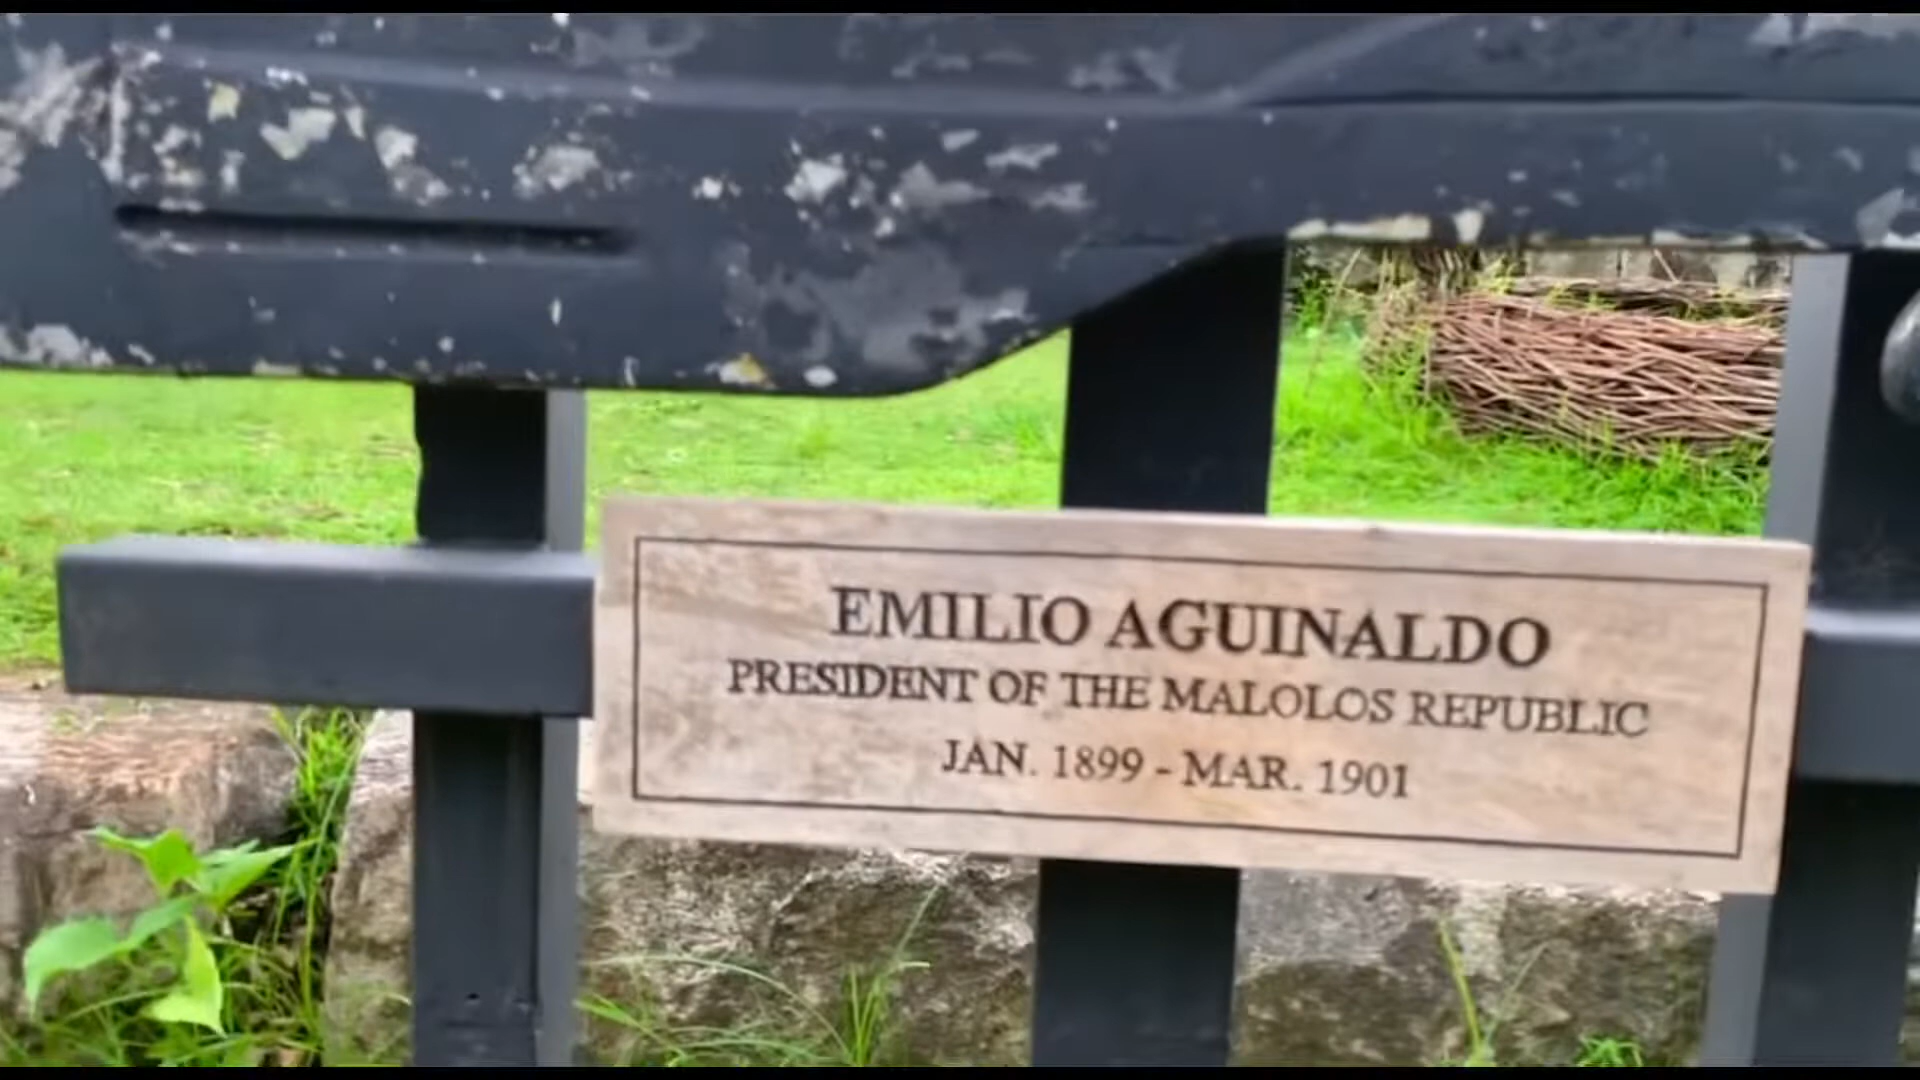 EMILIO AGUINALDO
PRESIDENT OF THE MALOLOS REPUBLIC
JAN. 1899 - MAR. 1901